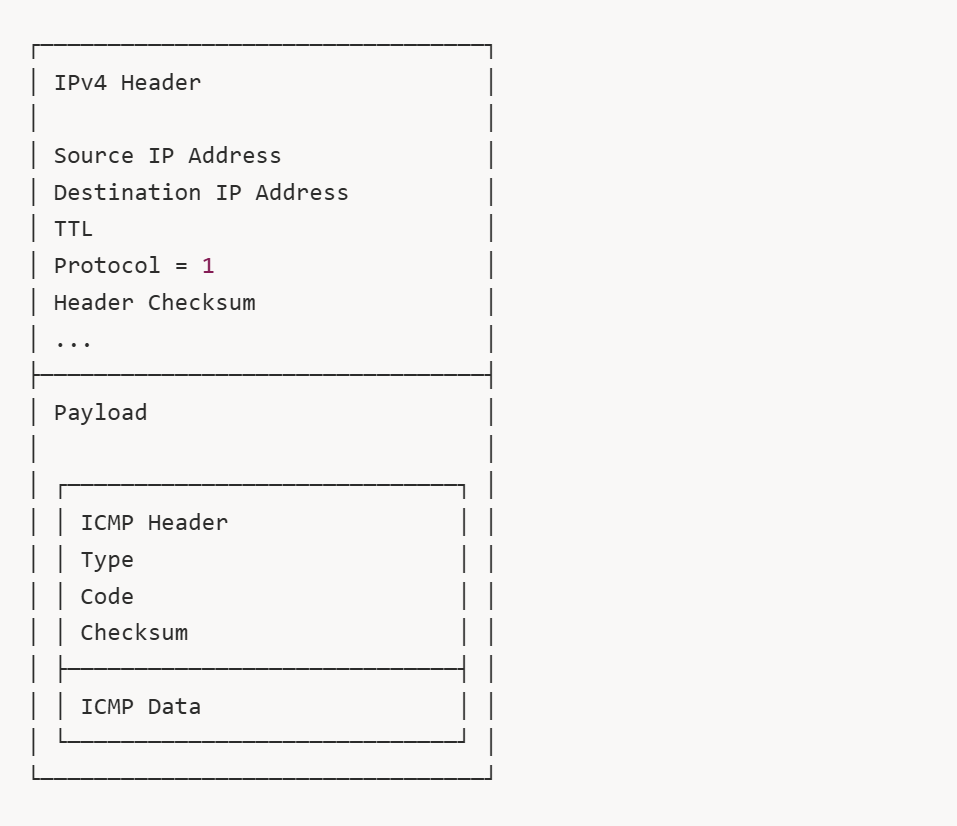 IPv4 Header
Source IP Address
Destination IP Address
TTL
Protocol = 1
Header Checksum
...
Payload
ICMP Header
Type
Code
Checksum
ICMP Data